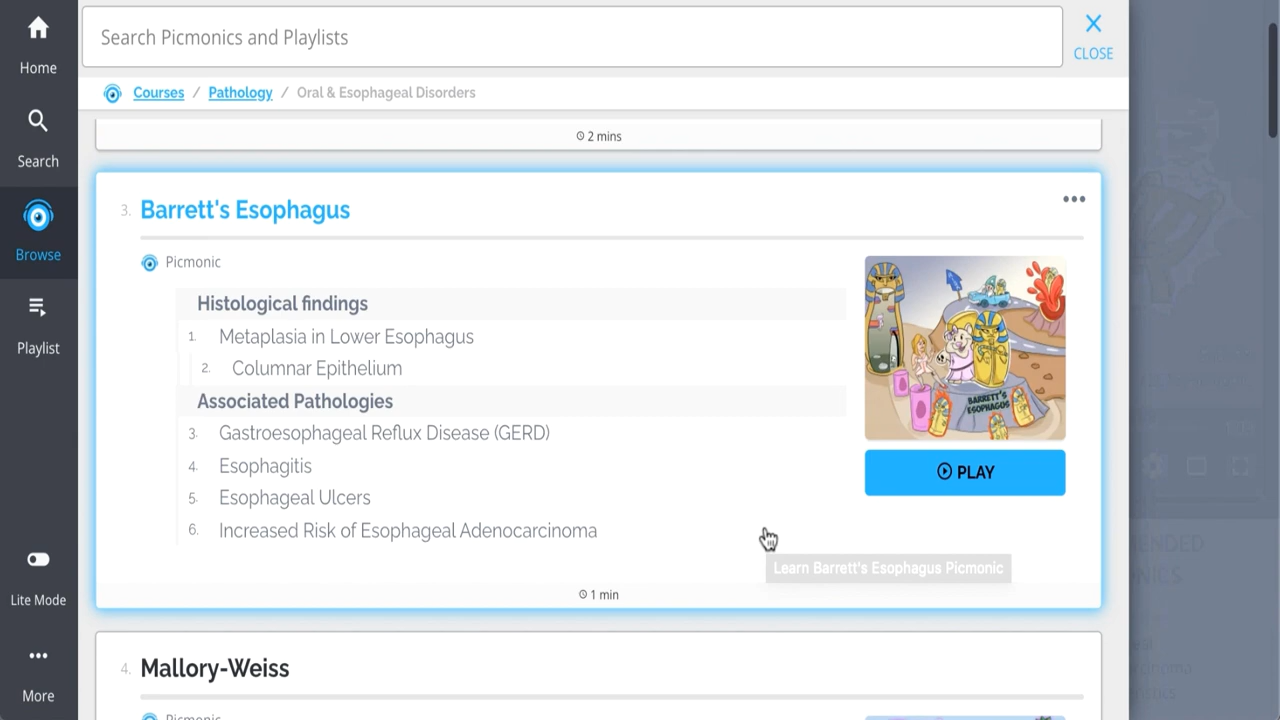 Home
Search
Browse
Playlist
Lite Mode
More
Search Picmonics and Playlists
CLOSE
Courses / Pathology / Oral & Esophageal Disorders
2 mins
3. Barrett's Esophagus
Picmonic
Histological findings
1. Metaplasia in Lower Esophagus
2. Columnar Epithelium
Associated Pathologies
3. Gastroesophageal Reflux Disease (GERD)
4. Esophagitis
5. Esophageal Ulcers
6. Increased Risk of Esophageal Adenocarcinoma
BARRETT'S
ESOPHAGUS
PLAY
Learn Barrett's Esophagus Picmonic
1 min
4. Mallory-Weiss
Picmonic